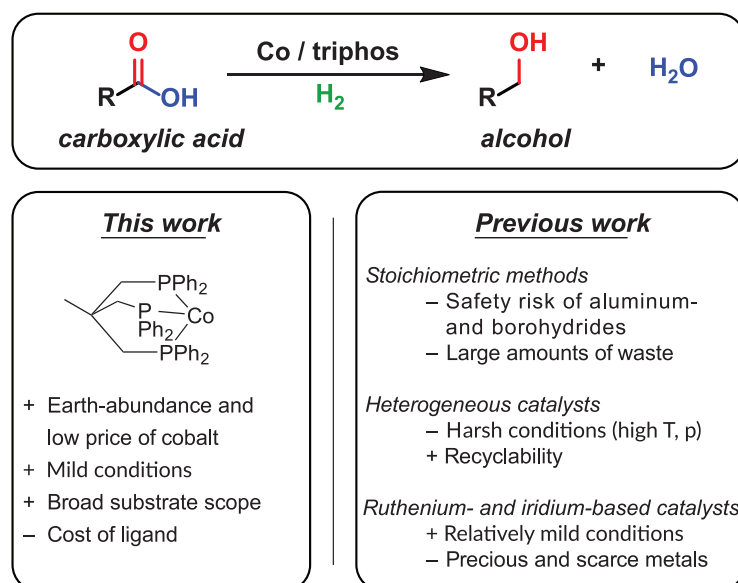 O
R OH
carboxylic acid
Co / triphos
H2
OH
R
alcohol
+ H2O
This work
PPh2
P Co
Ph2
PPh2
+ Earth-abundance and
low price of cobalt
+ Mild conditions
+ Broad substrate scope
– Cost of ligand
Previous work
Stoichiometric methods
– Safety risk of aluminum-
and borohydrides
– Large amounts of waste
Heterogeneous catalysts
– Harsh conditions (high T, p)
+ Recyclability
Ruthenium- and iridium-based catalysts
+ Relatively mild conditions
– Precious and scarce metals